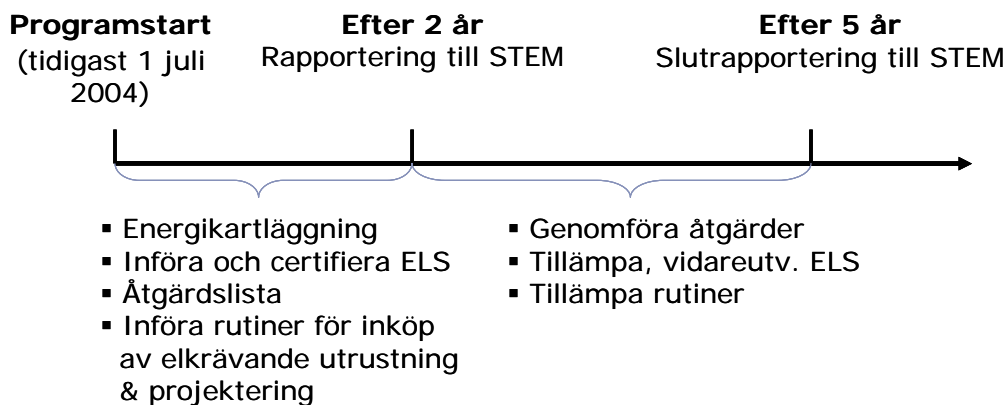 Programstart
(tidigast 1 juli
2004)
Efter 2 år
Rapportering till STEM
Efter 5 år
Slutrapportering till STEM
▪ Energikartläggning
▪ Införa och certifiera ELS
▪ Åtgärdslista
▪ Införa rutiner för inköp
av elkrävande utrustning
& projektering
▪ Genomföra åtgärder
▪ Tillämpa, vidareutv. ELS
▪ Tillämpa rutiner